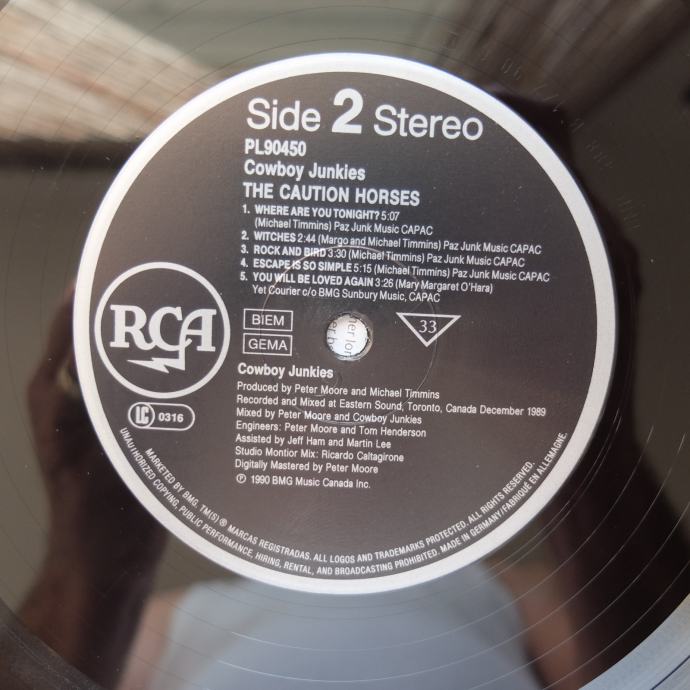 Side 2 Stereo
PL90450
Cowboy Junkies
THE CAUTION HORSES
1. WHERE ARE YOU TONIGHT? 5:07
(Michael Timmins) Paz Junk Music CAPAC
2. WITCHES 2:44 (Margo and Michael Timmins) Paz Junk Music CAPAC
3. ROCK AND BIRD 3:30 (Michael Timmins) Paz Junk Music CAPAC
4. ESCAPE IS SO SIMPLE 5:15 (Michael Timmins) Paz Junk Music CAPAC
5. YOU WILL BE LOVED AGAIN 3:26 (Mary Margaret O'Hara)
Yet Courier c/o BMG Sunbury Music, CAPAC
RCA
BIEM
GEMA
33
LC 0316
Cowboy Junkies
Produced by Peter Moore and Michael Timmins
Recorded and Mixed at Eastern Sound, Toronto, Canada December 1989
Mixed by Peter Moore and Cowboy Junkies
Engineers: Peter Moore and Tom Henderson
Assisted by Jeff Ham and Martin Lee
Studio Montior Mix: Ricardo Caltagirone
Digitally Mastered by Peter Moore
℗ 1990 BMG Music Canada Inc.
MARKETED BY BMG. TM(S) ® MARCAS REGISTRADAS. ALL LOGOS AND TRADEMARKS PROTECTED. ALL RIGHTS RESERVED.
UNAUTHORIZED COPYING, PUBLIC PERFORMANCE, HIRING, RENTAL, AND BROADCASTING PROHIBITED. MADE IN GERMANY/FABRIQUÉ EN ALLEMAGNE.